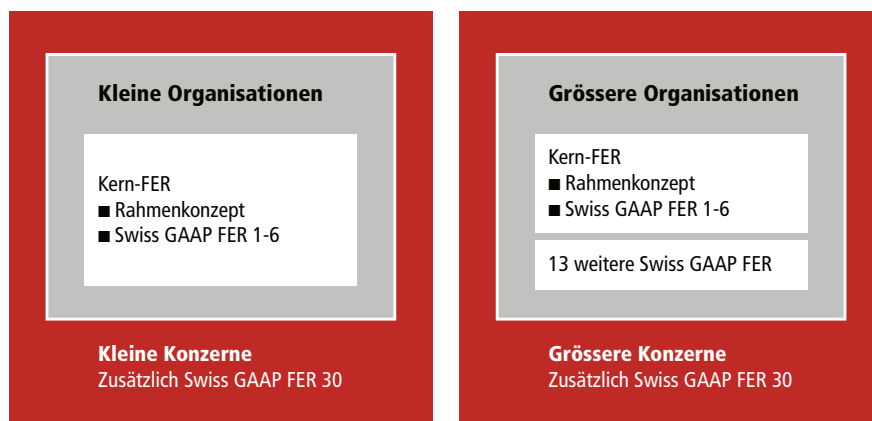 Kleine Organisationen
Kern-FER
■ Rahmenkonzept
■ Swiss GAAP FER 1-6
Kleine Konzerne
Zusätzlich Swiss GAAP FER 30
Grössere Organisationen
Kern-FER
■ Rahmenkonzept
■ Swiss GAAP FER 1-6
13 weitere Swiss GAAP FER
Grössere Konzerne
Zusätzlich Swiss GAAP FER 30